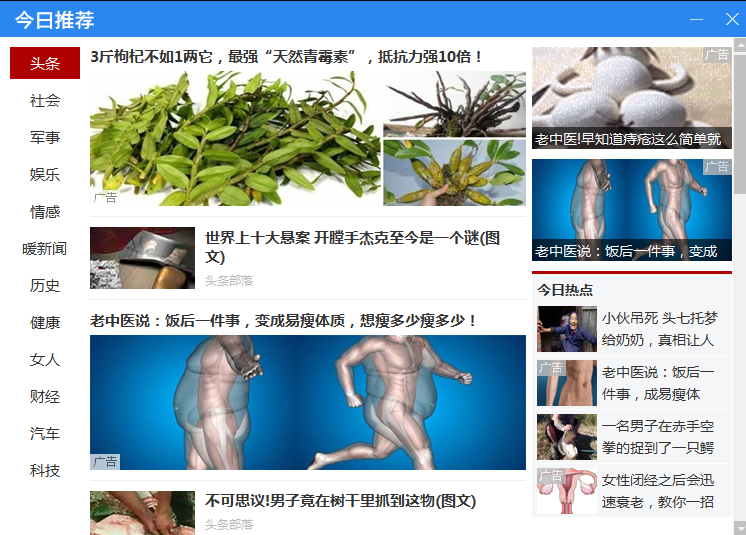 今日推荐
头条
社会
军事
娱乐
情感
暖新闻
历史
健康
女人
财经
汽车
科技
3斤枸杞不如1两它，最强“天然青霉素”，抵抗力强10倍！
广告
世界上十大悬案 开膛手杰克至今是一个谜(图
文)
头条部落
老中医说：饭后一件事，变成易瘦体质，想瘦多少瘦多少！
广告
不可思议!男子竟在树干里抓到这物(图文)
头条部落
广告
老中医!早知道痔疮这么简单就
广告
老中医说：饭后一件事，变成
今日热点
小伙吊死 头七托梦
给奶奶，真相让人
广告
老中医说：饭后一
件事，成易瘦体
一名男子在赤手空
拳的捉到了一只鳄
广告
女性闭经之后会迅
速衰老，教你一招